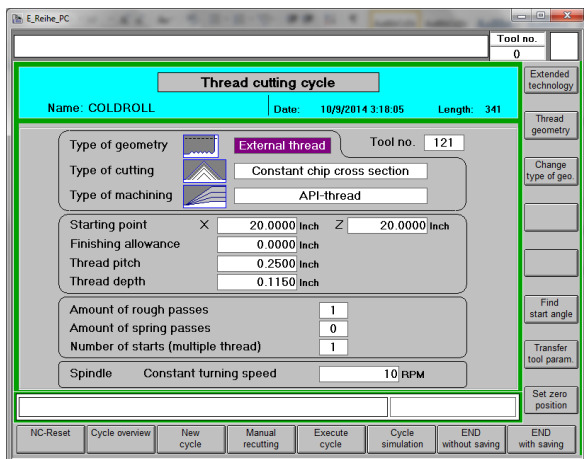 E_Reihe_PC
Tool no.
0
Thread cutting cycle
Name: COLDROLL Date: 10/9/2014 3:18:05 Length: 341
Type of geometry External thread Tool no. 121
Type of cutting Constant chip cross section
Type of machining API-thread
Starting point X 20.0000 Inch Z 20.0000 Inch
Finishing allowance 0.0000 Inch
Thread pitch 0.2500 Inch
Thread depth 0.1150 Inch
Amount of rough passes 1
Amount of spring passes 0
Number of starts (multiple thread) 1
Spindle Constant turning speed 10 RPM
Extended
technology
Thread
geometry
Change
type of geo.
Find
start angle
Transfer
tool param.
Set zero
position
NC-Reset
Cycle overview
New
cycle
Manual
recutting
Execute
cycle
Cycle
simulation
END
without saving
END
with saving